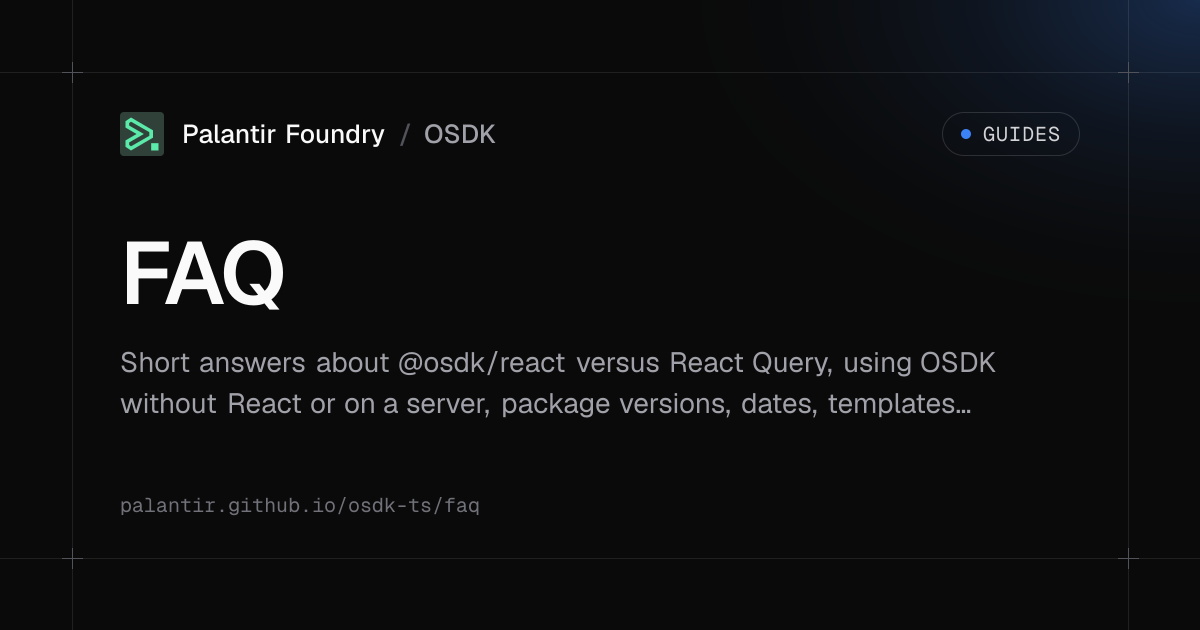 Palantir Foundry / OSDK
GUIDES
FAQ
Short answers about @osdk/react versus React Query, using OSDK
without React or on a server, package versions, dates, templates…
palantir.github.io/osdk-ts/faq